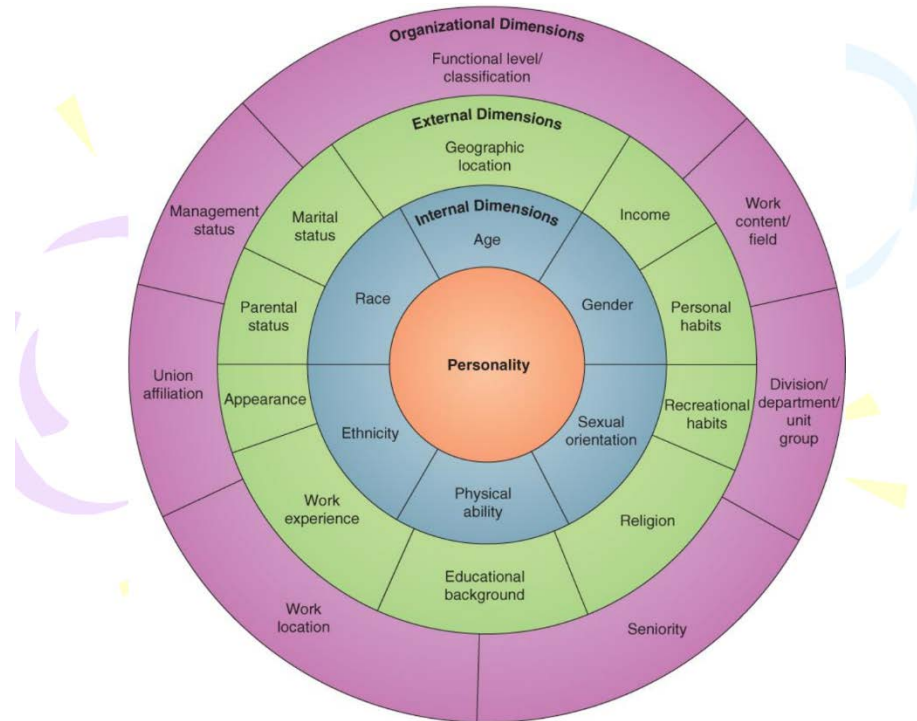 Organizational Dimensions
Functional level/
classification
External Dimensions
Geographic
location
Internal Dimensions
Age
Marital
status
Income
Management
status
Work
content/
field
Race
Gender
Parental
status
Personal
habits
Personality
Union
affiliation
Appearance
Ethnicity
Sexual
orientation
Recreational
habits
Division/
department/
unit
group
Physical
ability
Work
experience
Religion
Educational
background
Work
location
Seniority